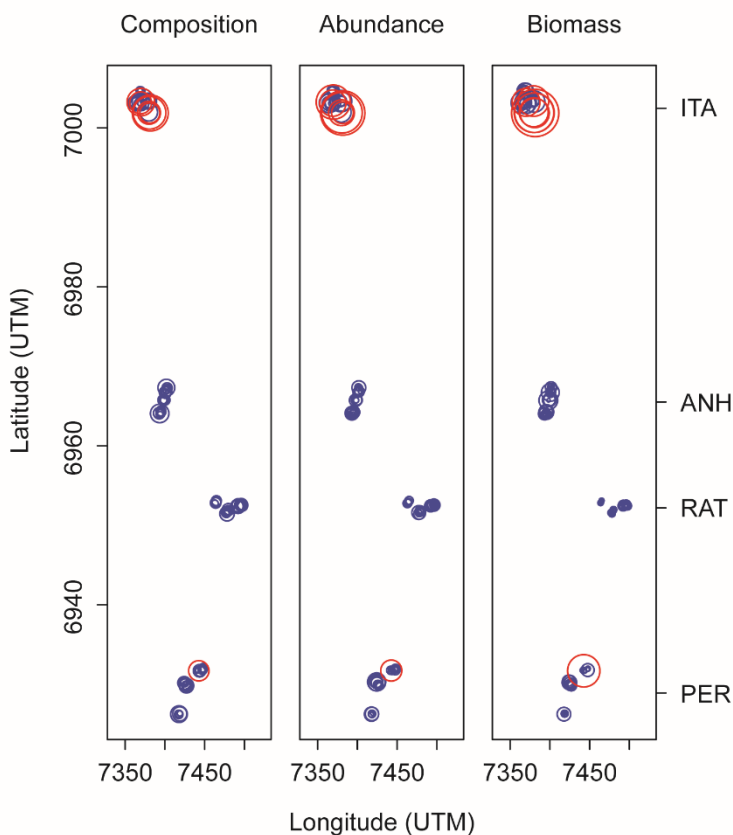 Composition Abundance Biomass
Latitude (UTM)
7000
6980
6960
6940
ITA
ANH
RAT
PER
7350 7450 7350 7450 7350 7450
Longitude (UTM)